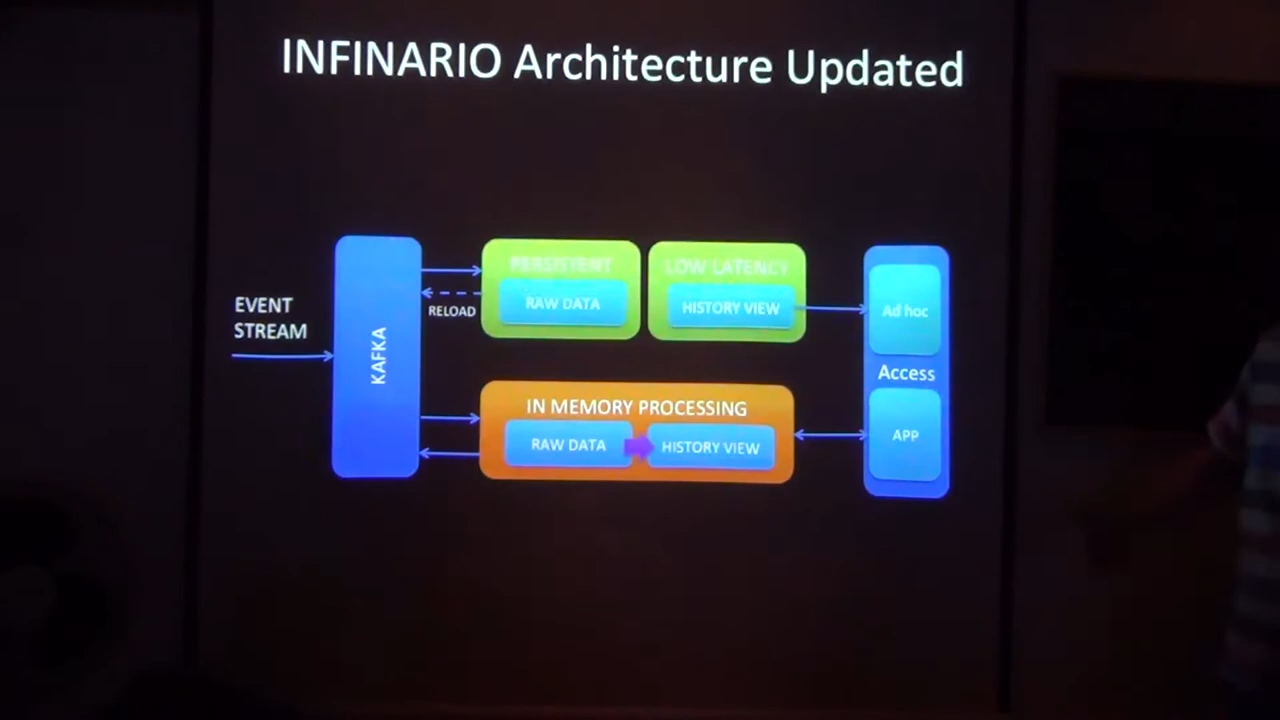 INFINARIO Architecture Updated
EVENT
STREAM
KAFKA
RELOAD
PERSISTENT
RAW DATA
LOW LATENCY
HISTORY VIEW
IN MEMORY PROCESSING
RAW DATA
HISTORY VIEW
Ad hoc
Access
APP